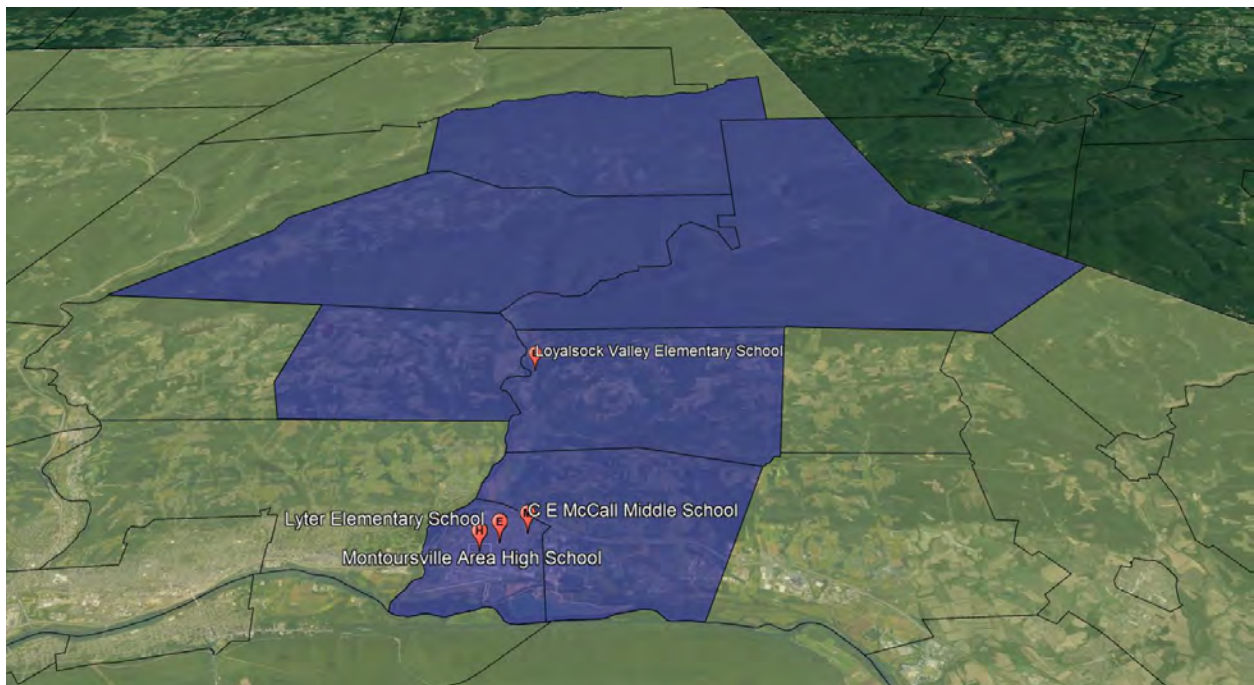 Loyalsock Valley Elementary School
C E McCall Middle School
Lyter Elementary School
E
H
Montoursville Area High School